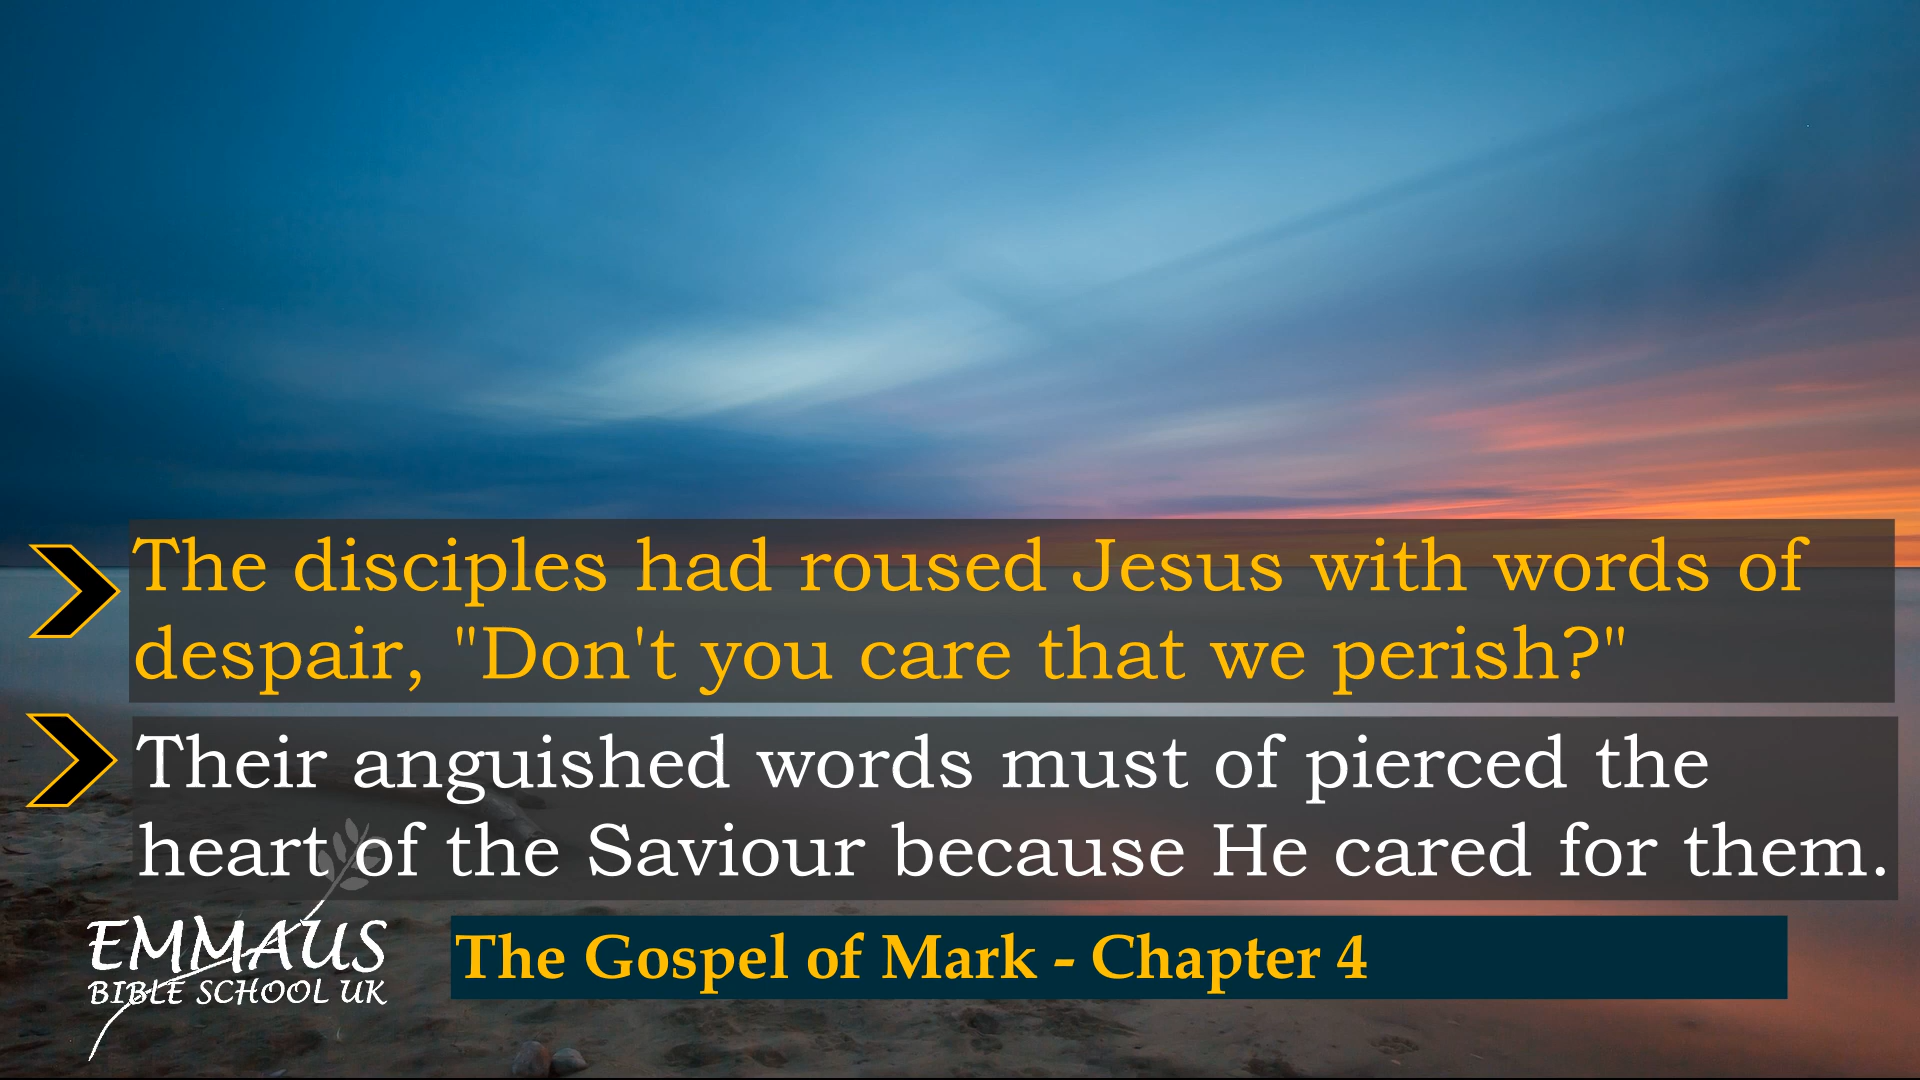 The disciples had roused Jesus with words of
despair, "Don't you care that we perish?"
Their anguished words must of pierced the
heart of the Saviour because He cared for them.
EMMAUS
BIBLE SCHOOL UK
The Gospel of Mark - Chapter 4